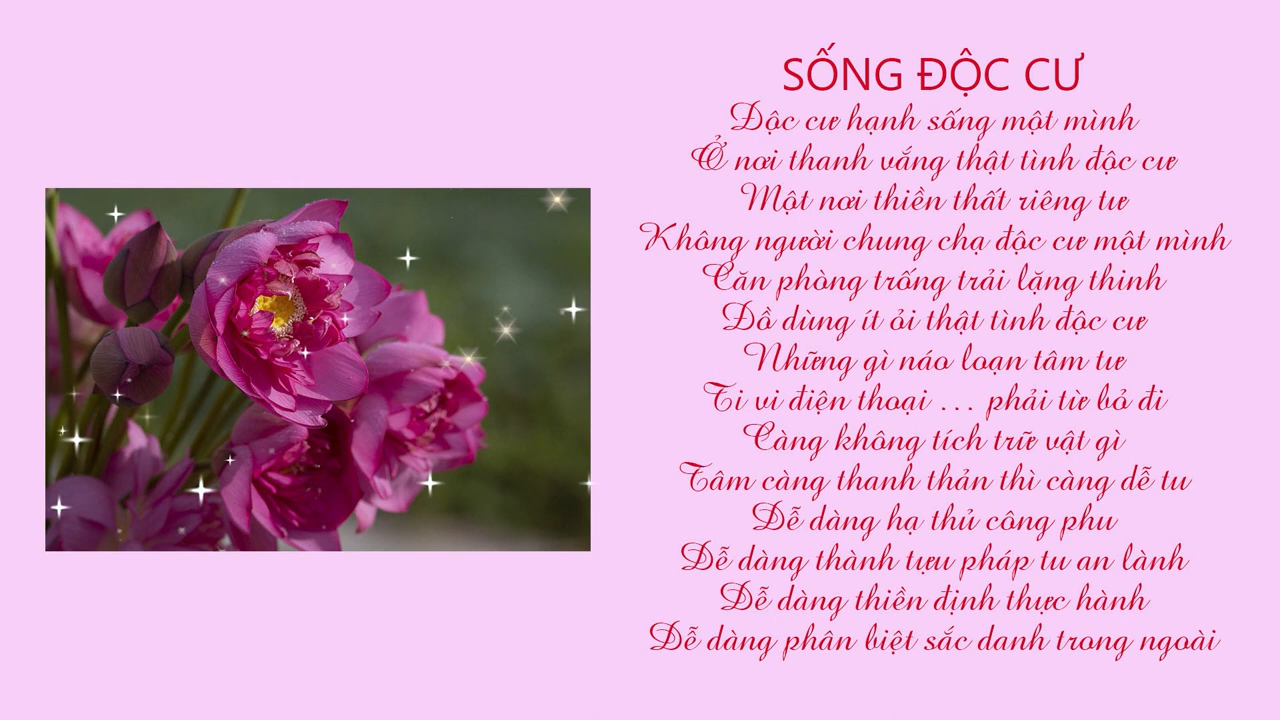 SỐNG ĐỘC CƯ
Độc cư hạnh sống một mình
Ở nơi thanh vắng thật tình độc cư
Một nơi thiền thất riêng tư
Không người chung chạ độc cư một mình
Căn phòng trống trải lặng thinh
Đồ dùng ít ỏi thật tình độc cư
Những gì náo loạn tâm tư
Ti vi điện thoại ... phải từ bỏ đi
Càng không tích trữ vật gì
Tâm càng thanh thản thì càng dễ tu
Dễ dàng hạ thủ công phu
Dễ dàng thành tựu pháp tu an lành
Dễ dàng thiền định thực hành
Dễ dàng phân biệt sắc danh trong ngoài